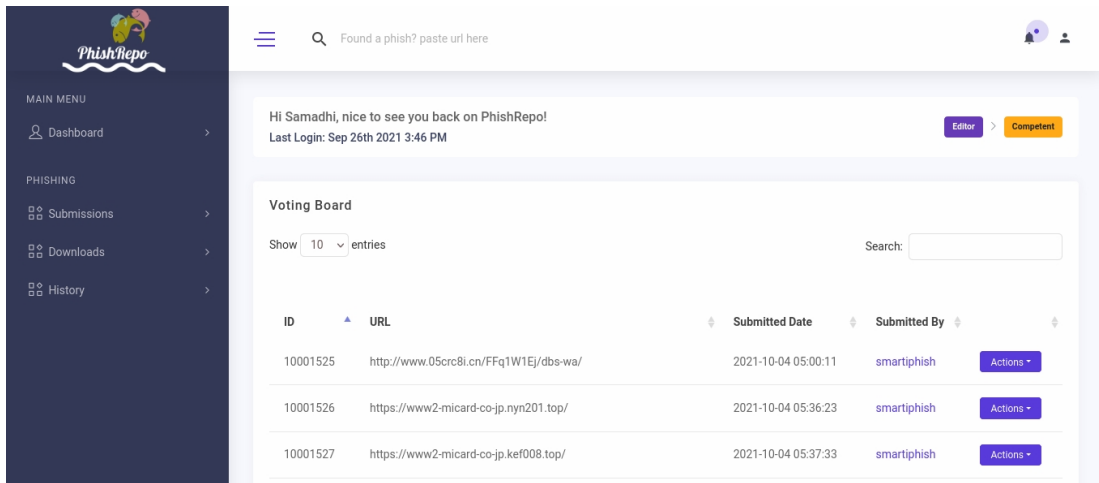 PhishRepo
Found a phish? paste url here
MAIN MENU
Dashboard
PHISHING
Submissions
Downloads
History
Hi Samadhi, nice to see you back on PhishRepo!
Last Login: Sep 26th 2021 3:46 PM
Editor > Competent
Voting Board
Show 10 entries
Search:
ID URL Submitted Date Submitted By
10001525 http://www.05crc8i.cn/FFq1W1Ej/dbs-wa/ 2021-10-04 05:00:11 smartiphish Actions
10001526 https://www2-micard-co-jp.nyn201.top/ 2021-10-04 05:36:23 smartiphish Actions
10001527 https://www2-micard-co-jp.kef008.top/ 2021-10-04 05:37:33 smartiphish Actions